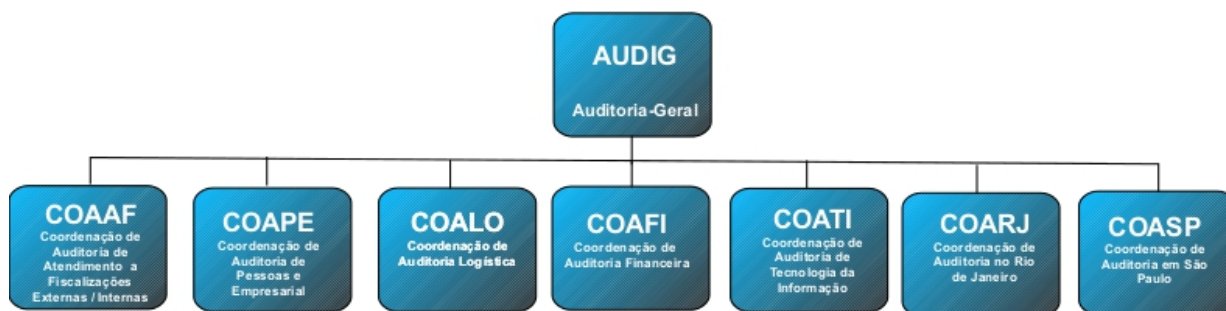 AUDIG
Auditoria-Geral
COAAF
Coordenação de
Auditoria de
Atendimento a
Fiscalizações
Externas / Internas
COAPE
Coordenação de
Auditoria de
Pessoas e
Empresarial
COALO
Coordenação de
Auditoria Logística
COAFI
Coordenação de
Auditoria Financeira
COATI
Coordenação de
Auditoria de
Tecnologia da
Informação
COARJ
Coordenação de
Auditoria no Rio
de Janeiro
COASP
Coordenação de
Auditoria em São
Paulo